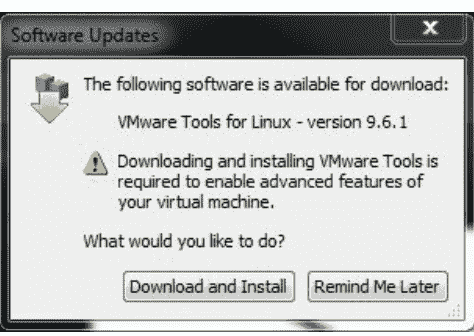 Software Updates
The following software is available for download:
VMware Tools for Linux - version 9.6.1
Downloading and installing VMware Tools is
required to enable advanced features of
your virtual machine.
What would you like to do?
Download and Install
Remind Me Later